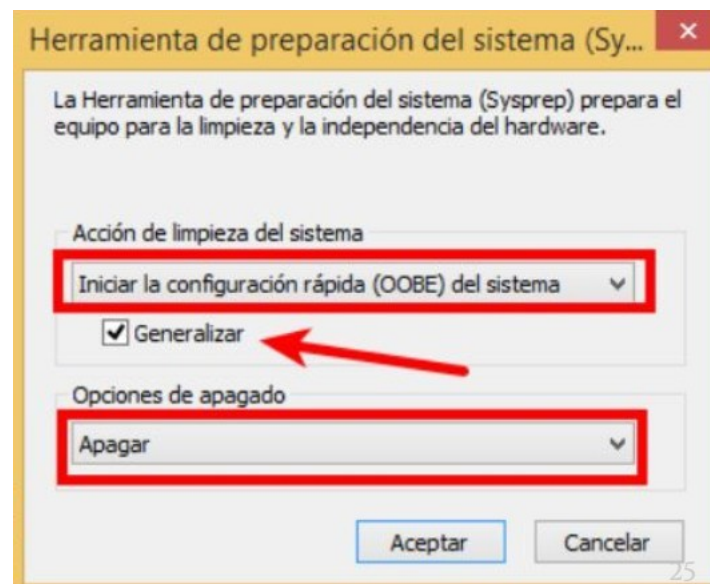 Herramienta de preparación del sistema (Sy...
La Herramienta de preparación del sistema (Sysprep) prepara el
equipo para la limpieza y la independencia del hardware.
Acción de limpieza del sistema
Iniciar la configuración rápida (OOBE) del sistema
Generalizar
Opciones de apagado
Apagar
Aceptar Cancelar
25